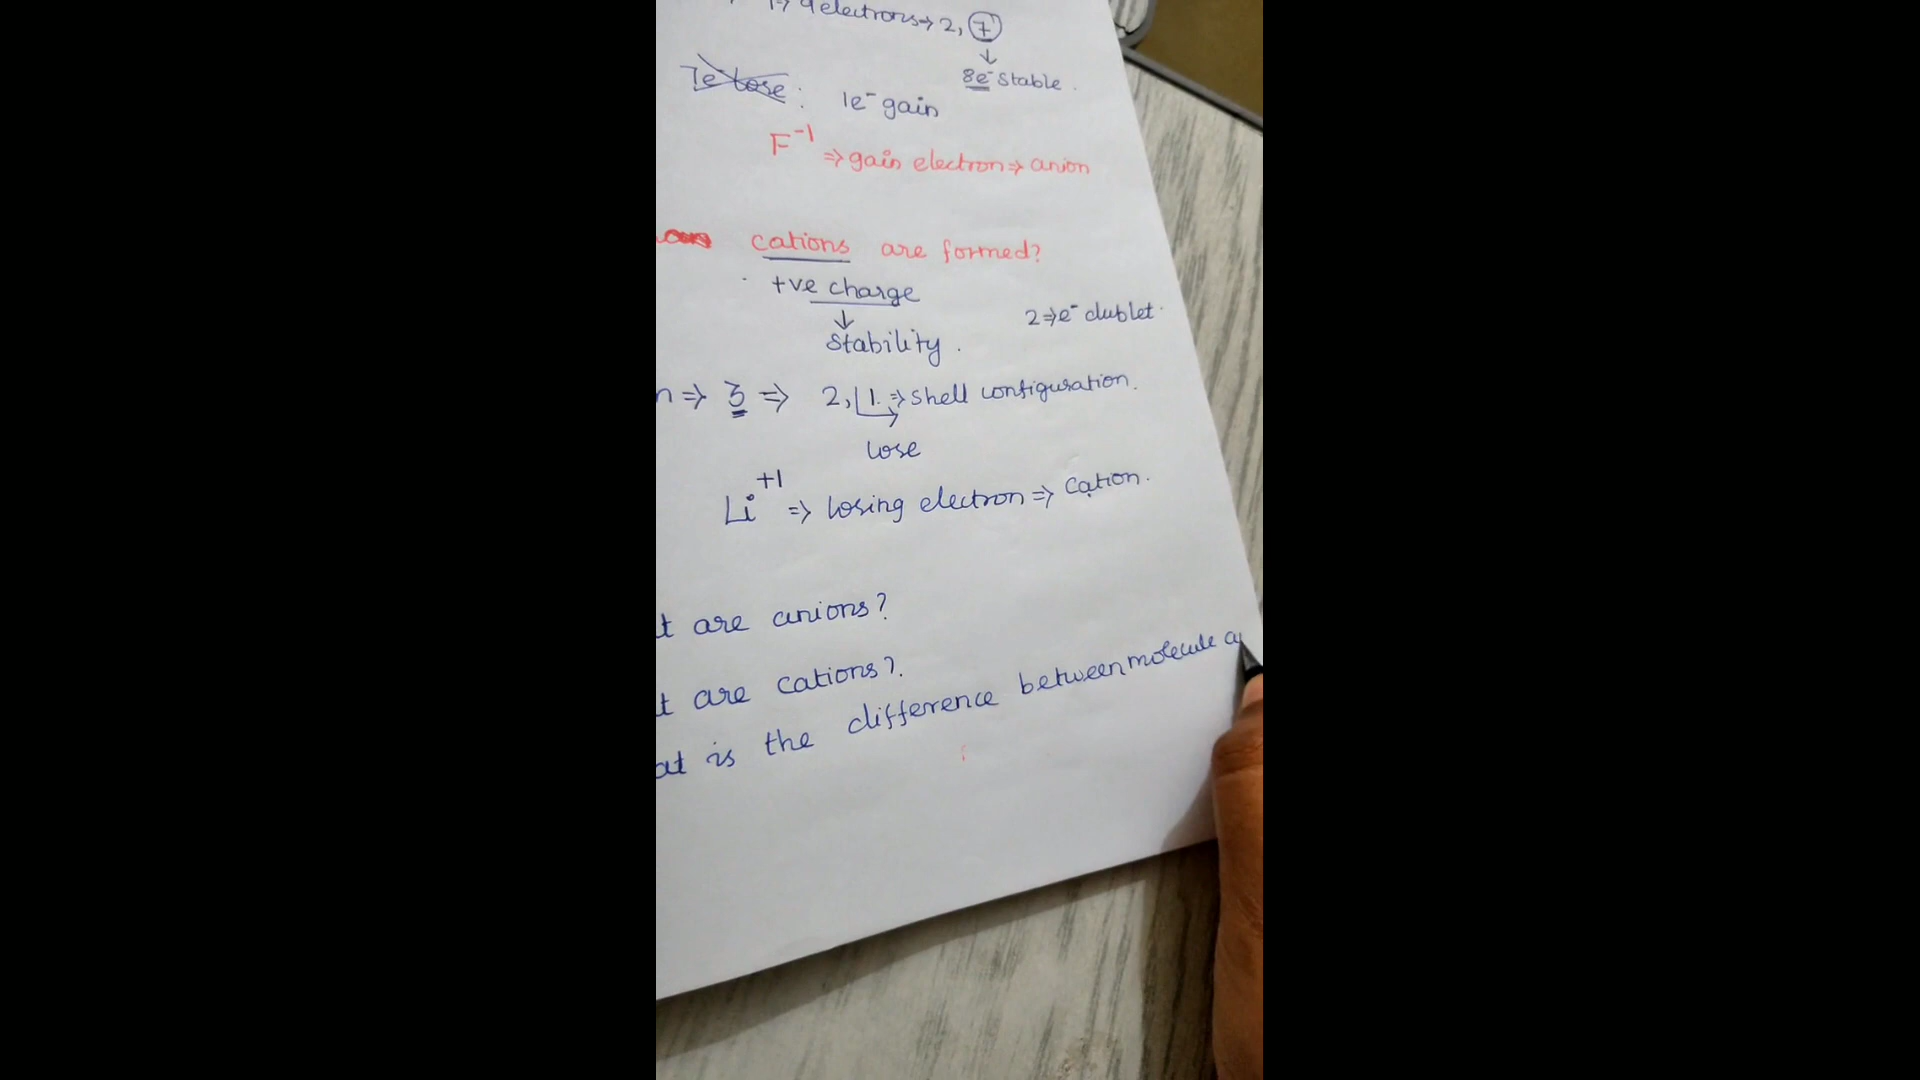 9 electrons → 2, 7
↓
7e⁻ lose : 1e⁻ gain 8e⁻ stable .
F⁻¹ ⇒ gain electron ⇒ anion
cations are formed?
+ve charge
↓
2 ⇒ e⁻ dublet .
Stability .
n ⇒ 3 ⇒ 2, 1. ⇒ shell configuration.
lose
Li⁺¹ ⇒ losing electron ⇒ cation.
t are anions?
t are cations?.
at is the difference between molecule a